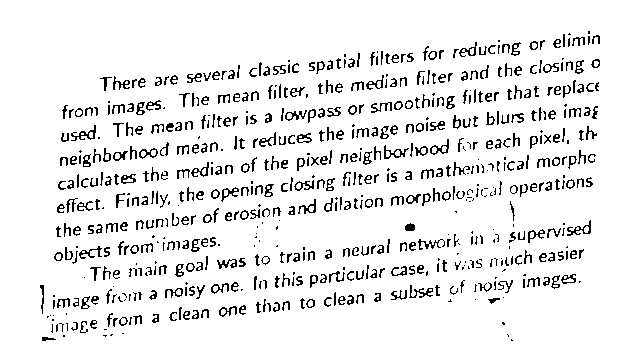 There are several classic spatial filters for reducing or elimin
from images. The mean filter, the median filter and the closing o
used. The mean filter is a lowpass or smoothing filter that replace
neighborhood mean. It reduces the image noise but blurs the imag
calculates the median of the pixel neighborhood for each pixel, th
effect. Finally, the opening closing filter is a mathematical morpho
the same number of erosion and dilation morphological operations
objects from images.
The main goal was to train a neural network in a supervised
image from a noisy one. In this particular case, it was much easier
image from a clean one than to clean a subset of noisy images.